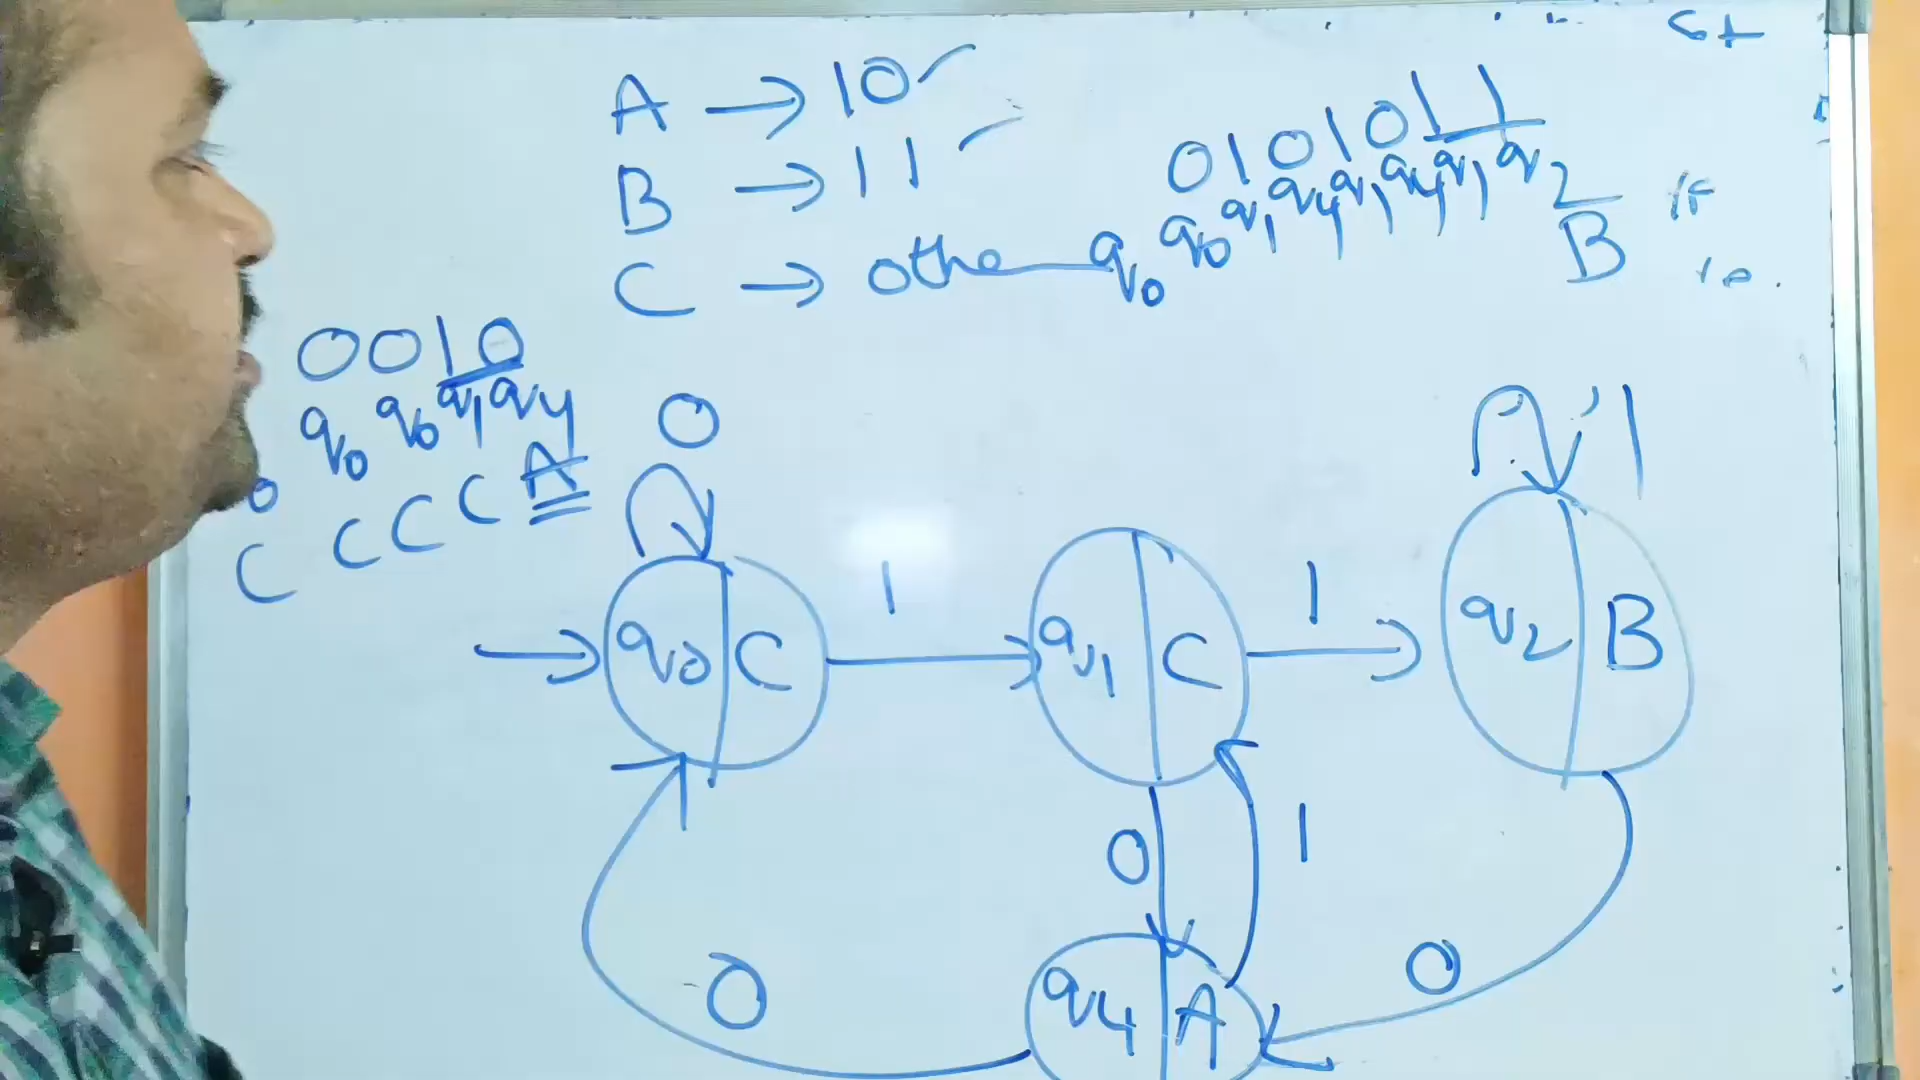 A → 10
B → 11
C → othe
0101011
q0 q0 q1 q4 q1 q4 q1 q2
B
0010
q0 q0 q1 q4
0
C C C C A
0
1
1
1
q0 C
q1 C
q2 B
0
1
0
0
q4 A